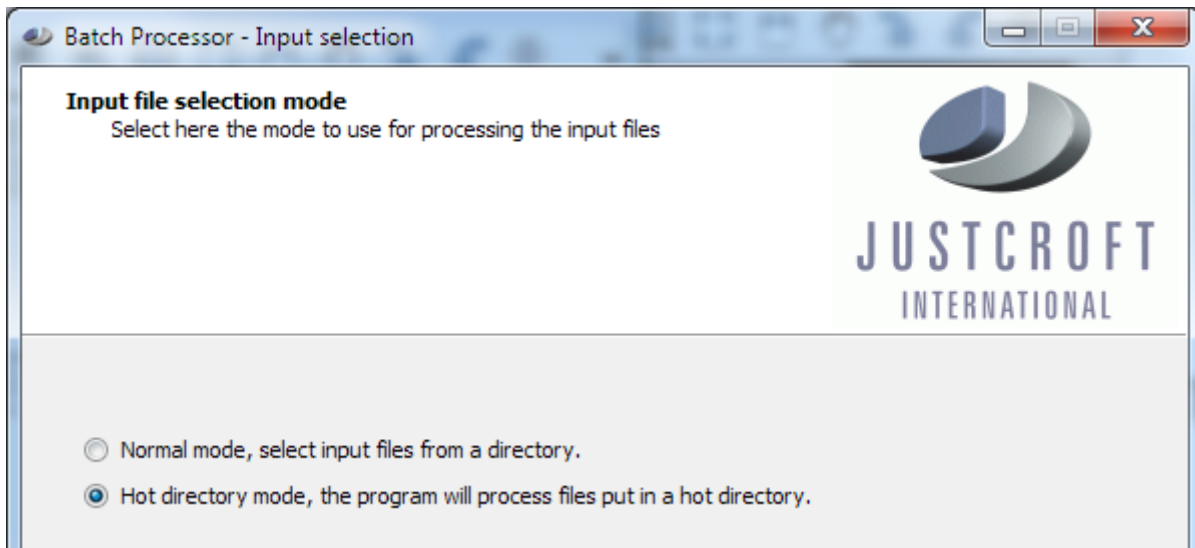 Batch Processor - Input selection
Input file selection mode
Select here the mode to use for processing the input files
JUSTCROFT
INTERNATIONAL
Normal mode, select input files from a directory.
Hot directory mode, the program will process files put in a hot directory.